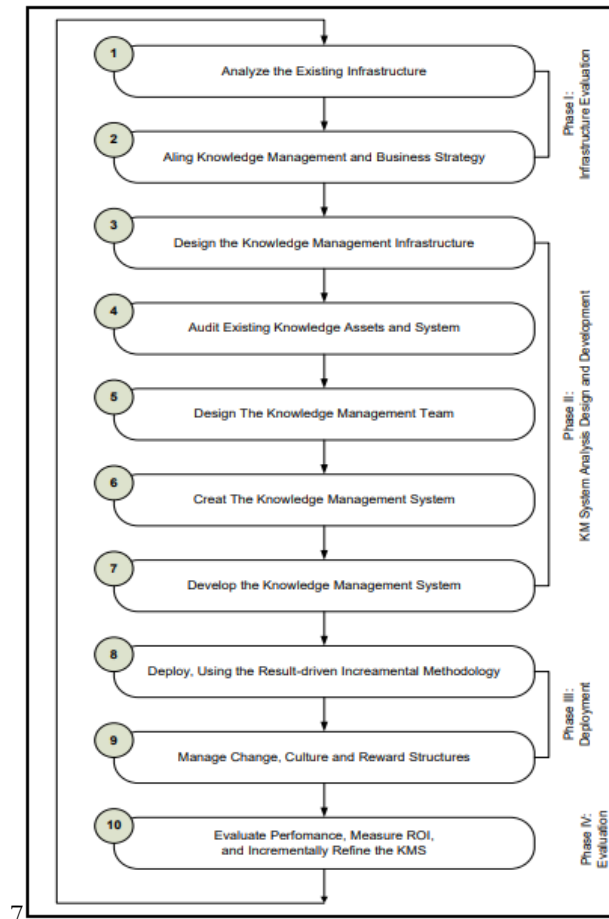 1
Analyze the Existing Infrastructure
2
Aling Knowledge Management and Business Strategy
Phase I:
Infrastructure Evaluation
3
Design the Knowledge Management Infrastructure
4
Audit Existing Knowledge Assets and System
5
Design The Knowledge Management Team
6
Creat The Knowledge Management System
7
Develop the Knowledge Management System
Phase II:
KM System Analysis Design and Development
8
Deploy, Using the Result-driven Increamental Methodology
9
Manage Change, Culture and Reward Structures
Phase III:
Deployment
10
Evaluate Perfomance, Measure ROI,
and Incrementally Refine the KMS
Phase IV:
Evaluation
7